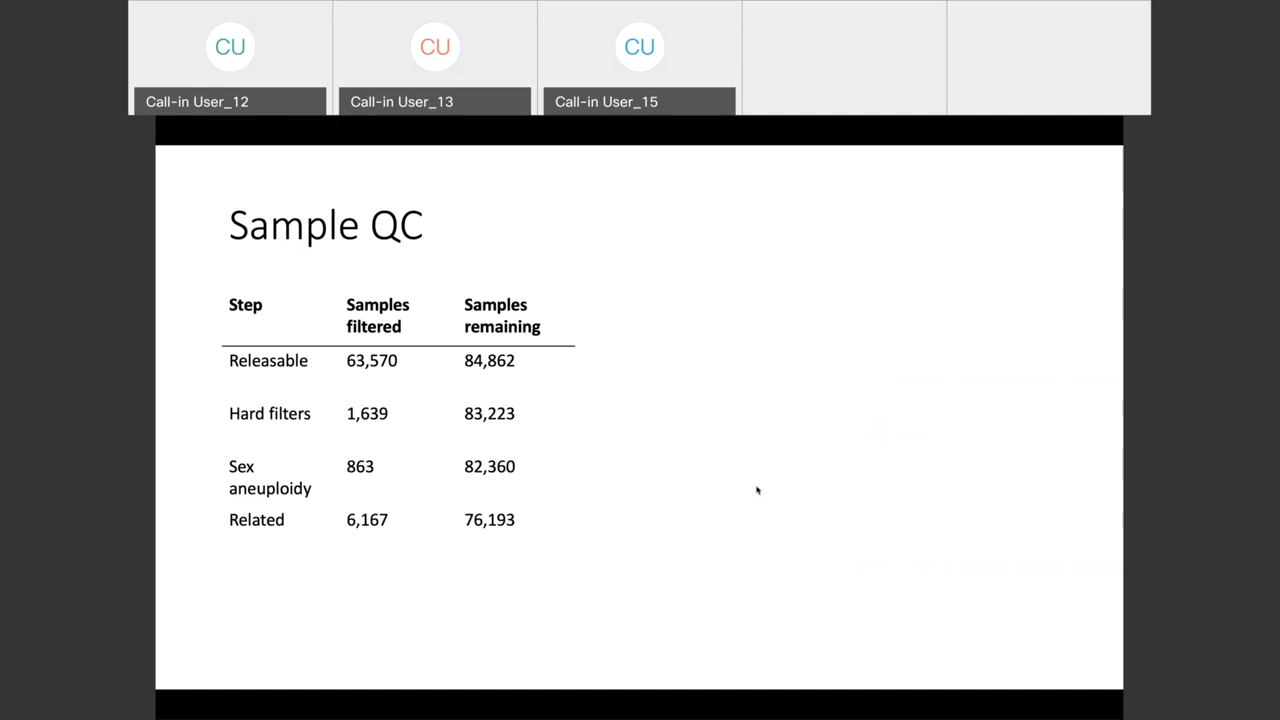 CU CU CU
Call-in User_12 Call-in User_13 Call-in User_15
Sample QC
Step Samples filtered Samples remaining
Releasable 63,570 84,862
Hard filters 1,639 83,223
Sex aneuploidy 863 82,360
Related 6,167 76,193